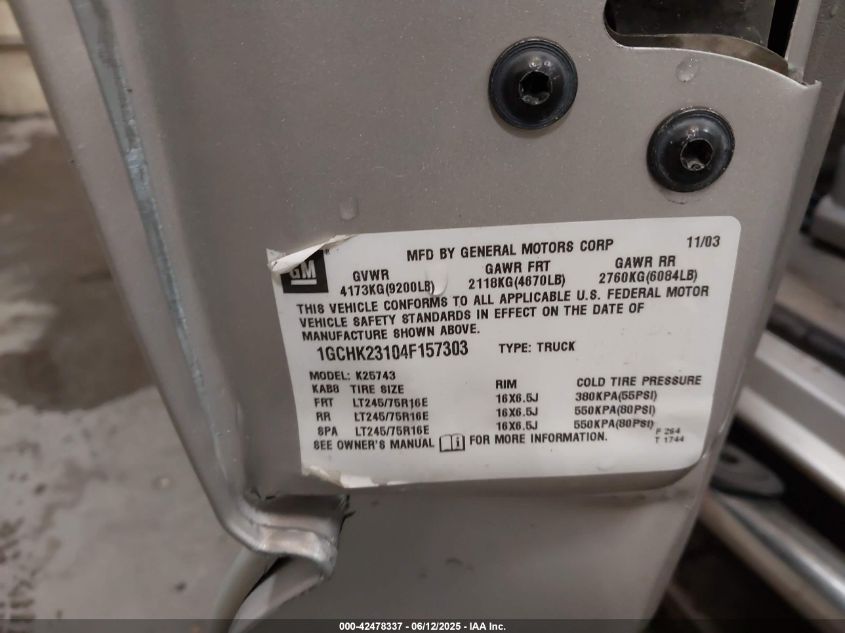 MFD BY GENERAL MOTORS CORP 11/03
GM
GVWR GAWR FRT GAWR RR
4173KG(9200LB) 2118KG(4670LB) 2760KG(6084LB)
THIS VEHICLE CONFORMS TO ALL APPLICABLE U.S. FEDERAL MOTOR
VEHICLE SAFETY STANDARDS IN EFFECT ON THE DATE OF
MANUFACTURE SHOWN ABOVE.
1GCHK23104F157303 TYPE: TRUCK
MODEL: K25743
KABB TIRE SIZE RIM COLD TIRE PRESSURE
FRT LT245/75R16E 16X6.5J 380KPA(55PSI)
RR LT245/75R16E 16X6.5J 550KPA(80PSI)
SPA LT245/75R16E 16X6.5J 550KPA(80PSI)
P 264
SEE OWNER'S MANUAL FOR MORE INFORMATION.
T 1744
000-42478337 - 06/12/2025 - IAA Inc.